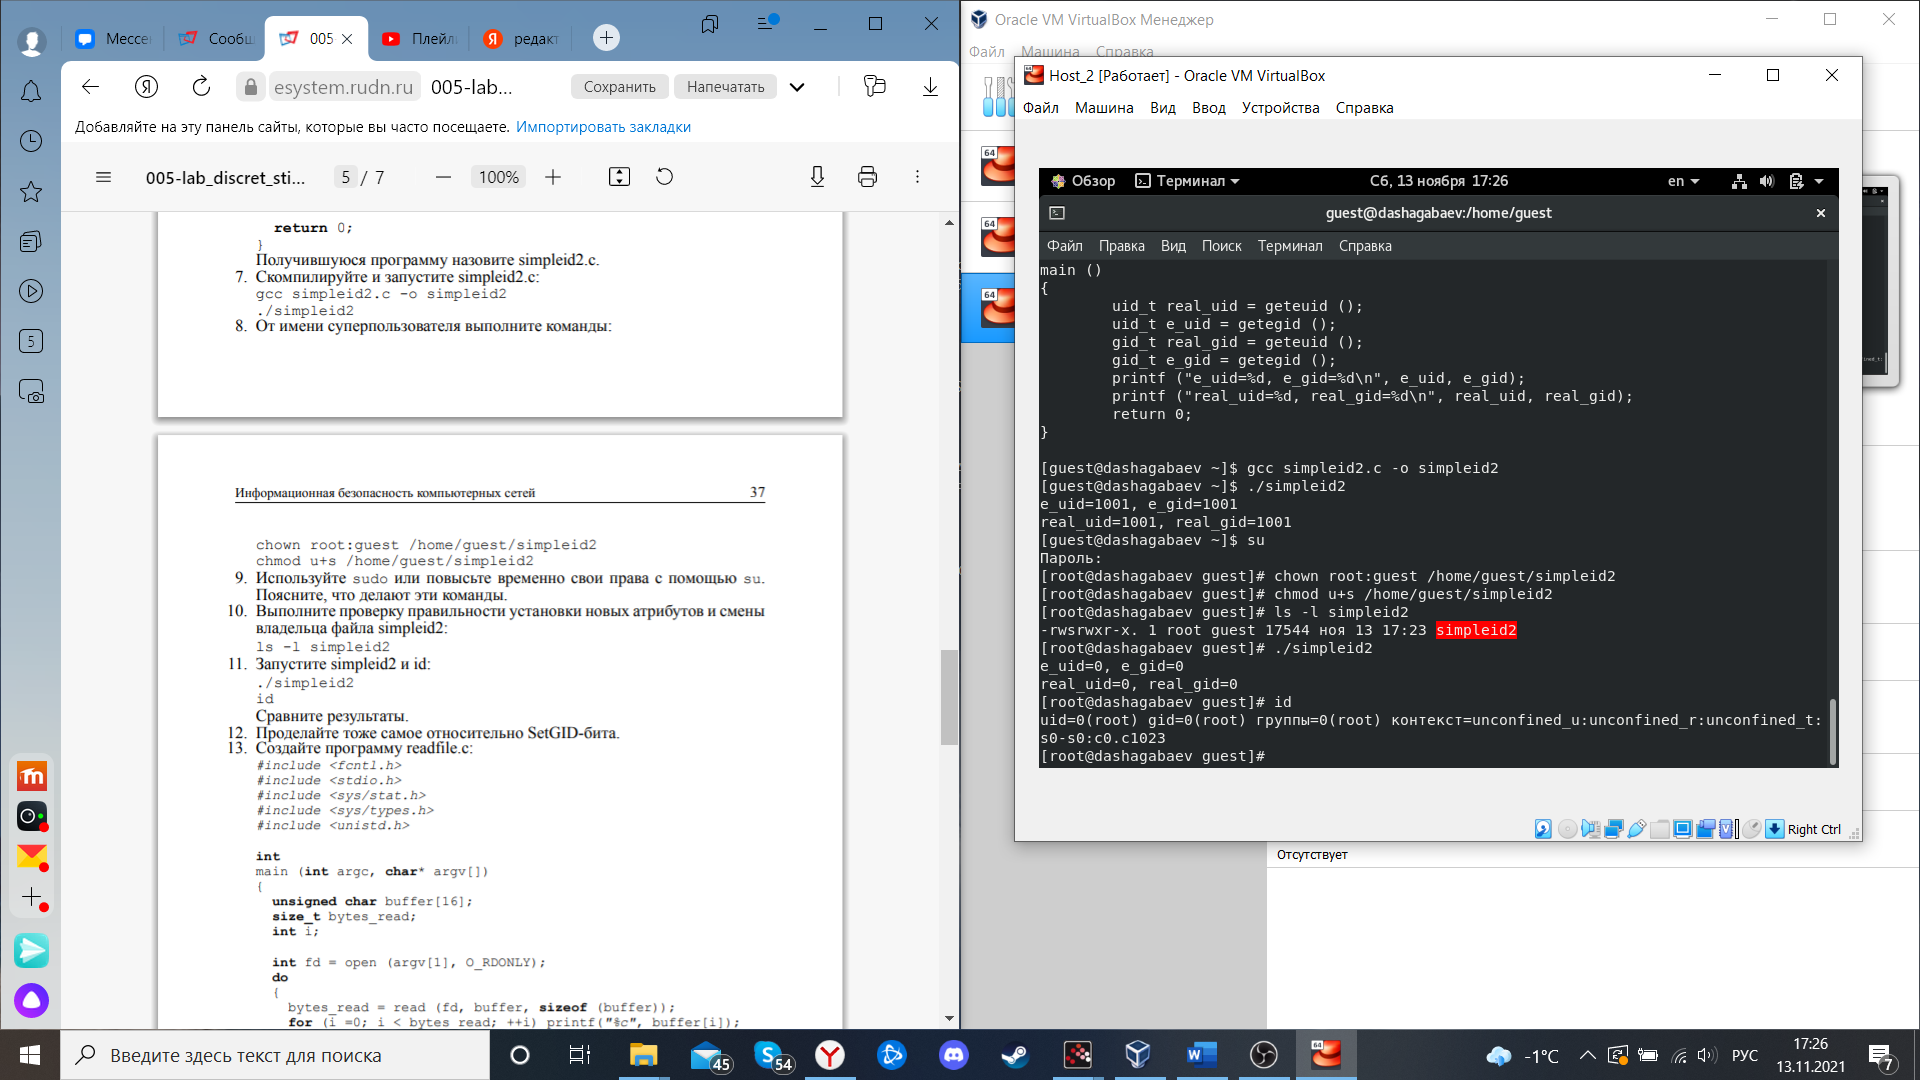 Мессе
Сообщ
005
Плейли
редакт
esystem.rudn.ru
005-lab...
Сохранить
Напечатать
Добавляйте на эту панель сайты, которые вы часто посещаете. Импортировать закладки
005-lab_discret_sti...
5 / 7
100%
return 0;
}
Получившуюся программу назовите simpleid2.c.
7. Скомпилируйте и запустите simpleid2.c:
gcc simpleid2.c -o simpleid2
./simpleid2
8. От имени суперпользователя выполните команды:
Информационная безопасность компьютерных сетей 37
chown root:guest /home/guest/simpleid2
chmod u+s /home/guest/simpleid2
9. Используйте sudo или повысьте временно свои права с помощью su.
Поясните, что делают эти команды.
10. Выполните проверку правильности установки новых атрибутов и смены
владельца файла simpleid2:
ls -l simpleid2
11. Запустите simpleid2 и id:
./simpleid2
id
Сравните результаты.
12. Проделайте тоже самое относительно SetGID-бита.
13. Создайте программу readfile.c:
#include <fcntl.h>
#include <stdio.h>
#include <sys/stat.h>
#include <sys/types.h>
#include <unistd.h>
int
main (int argc, char* argv[])
{
unsigned char buffer[16];
size_t bytes_read;
int i;
int fd = open (argv[1], O_RDONLY);
do
{
bytes_read = read (fd, buffer, sizeof (buffer));
for (i =0; i < bytes_read; ++i) printf("%c", buffer[i]);
5
Oracle VM VirtualBox Менеджер
Файл Машина Справка
64
64
64
Host_2 [Работает] - Oracle VM VirtualBox
Файл Машина Вид Ввод Устройства Справка
Обзор Терминал Сб, 13 ноября 17:26 en
guest@dashagabaev:/home/guest
Файл Правка Вид Поиск Терминал Справка
main ()
{
uid_t real_uid = geteuid ();
uid_t e_uid = getegid ();
gid_t real_gid = geteuid ();
gid_t e_gid = getegid ();
printf ("e_uid=%d, e_gid=%d\n", e_uid, e_gid);
printf ("real_uid=%d, real_gid=%d\n", real_uid, real_gid);
return 0;
}
[guest@dashagabaev ~]$ gcc simpleid2.c -o simpleid2
[guest@dashagabaev ~]$ ./simpleid2
e_uid=1001, e_gid=1001
real_uid=1001, real_gid=1001
[guest@dashagabaev ~]$ su
Пароль:
[root@dashagabaev guest]# chown root:guest /home/guest/simpleid2
[root@dashagabaev guest]# chmod u+s /home/guest/simpleid2
[root@dashagabaev guest]# ls -l simpleid2
-rwsrwxr-x. 1 root guest 17544 ноя 13 17:23 simpleid2
[root@dashagabaev guest]# ./simpleid2
e_uid=0, e_gid=0
real_uid=0, real_gid=0
[root@dashagabaev guest]# id
uid=0(root) gid=0(root) группы=0(root) контекст=unconfined_u:unconfined_r:unconfined_t:
s0-s0:c0.c1023
[root@dashagabaev guest]#
Right Ctrl
Отсутствует
Введите здесь текст для поиска
45
54
-1°C
РУС
17:26
13.11.2021
7